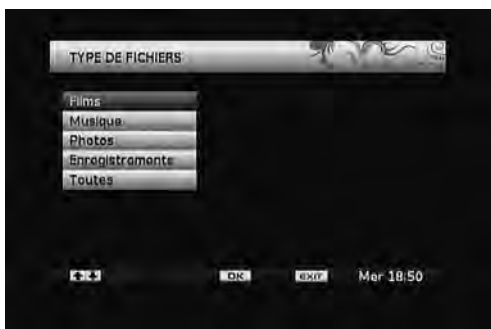 TYPE DE FICHIERS
Films
Musique
Photos
Enregistrements
Toutes
OK EXIT Mer 18:50